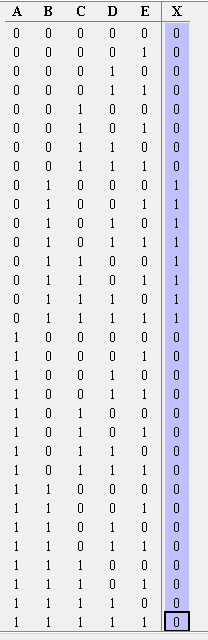 A B C D E X
0 0 0 0 0 0
0 0 0 0 1 0
0 0 0 1 0 0
0 0 0 1 1 0
0 0 1 0 0 0
0 0 1 0 1 0
0 0 1 1 0 0
0 0 1 1 1 0
0 1 0 0 0 1
0 1 0 0 1 1
0 1 0 1 0 1
0 1 0 1 1 1
0 1 1 0 0 1
0 1 1 0 1 1
0 1 1 1 0 1
0 1 1 1 1 1
1 0 0 0 0 0
1 0 0 0 1 0
1 0 0 1 0 0
1 0 0 1 1 0
1 0 1 0 0 0
1 0 1 0 1 0
1 0 1 1 0 0
1 0 1 1 1 0
1 1 0 0 0 0
1 1 0 0 1 0
1 1 0 1 0 0
1 1 0 1 1 0
1 1 1 0 0 0
1 1 1 0 1 0
1 1 1 1 0 0
1 1 1 1 1 0